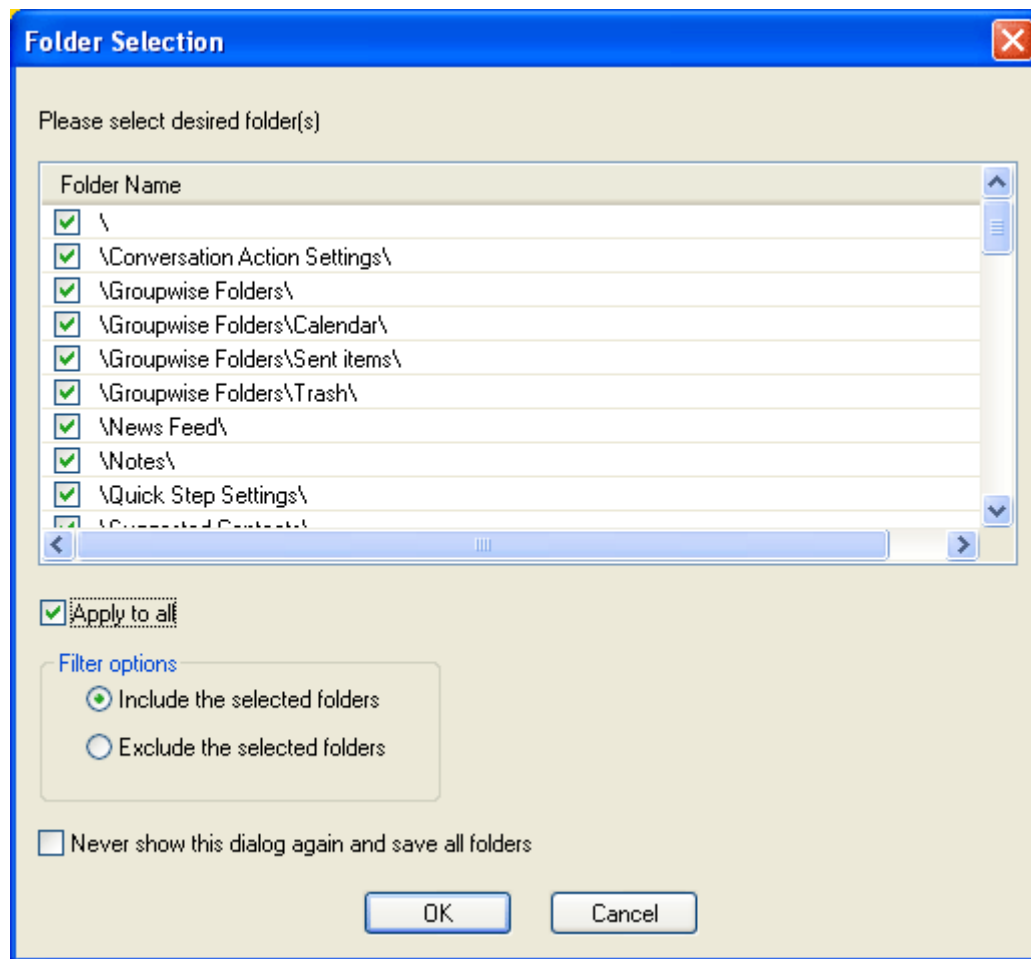 Folder Selection
Please select desired folder(s)
Folder Name
\
\Conversation Action Settings\
\Groupwise Folders\
\Groupwise Folders\Calendar\
\Groupwise Folders\Sent items\
\Groupwise Folders\Trash\
\News Feed\
\Notes\
\Quick Step Settings\
\Suggested Contacts\
Apply to all
Filter options
Include the selected folders
Exclude the selected folders
Never show this dialog again and save all folders
OK Cancel